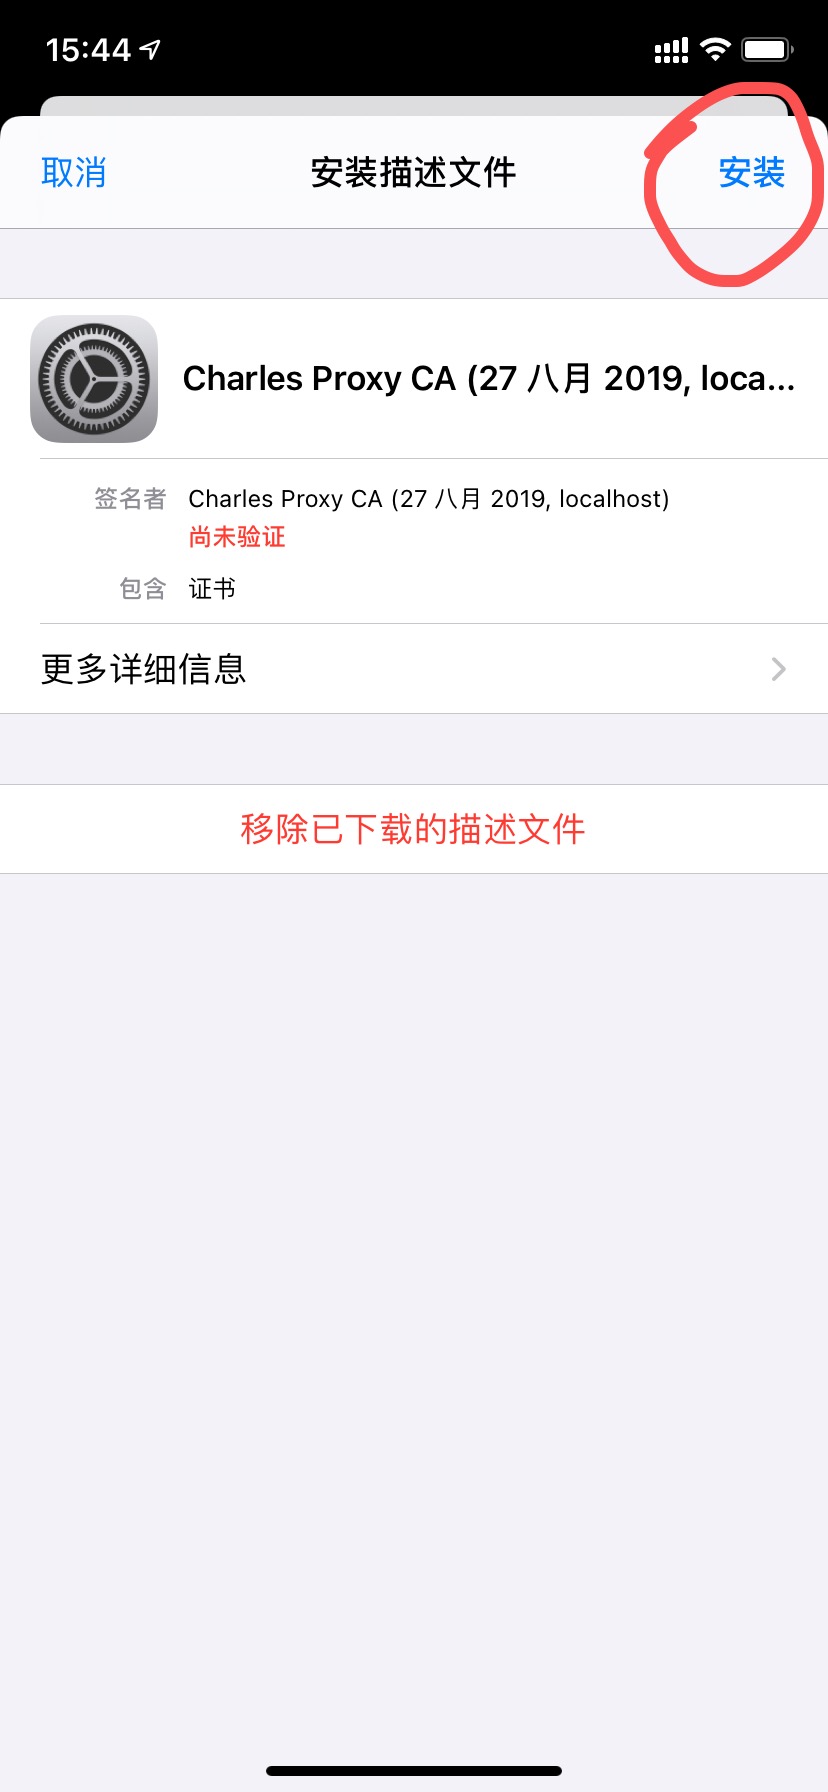 15:44
取消
安装描述文件
安装
Charles Proxy CA (27 八月 2019, loca...
签名者 Charles Proxy CA (27 八月 2019, localhost)
尚未验证
包含 证书
更多详细信息
移除已下载的描述文件